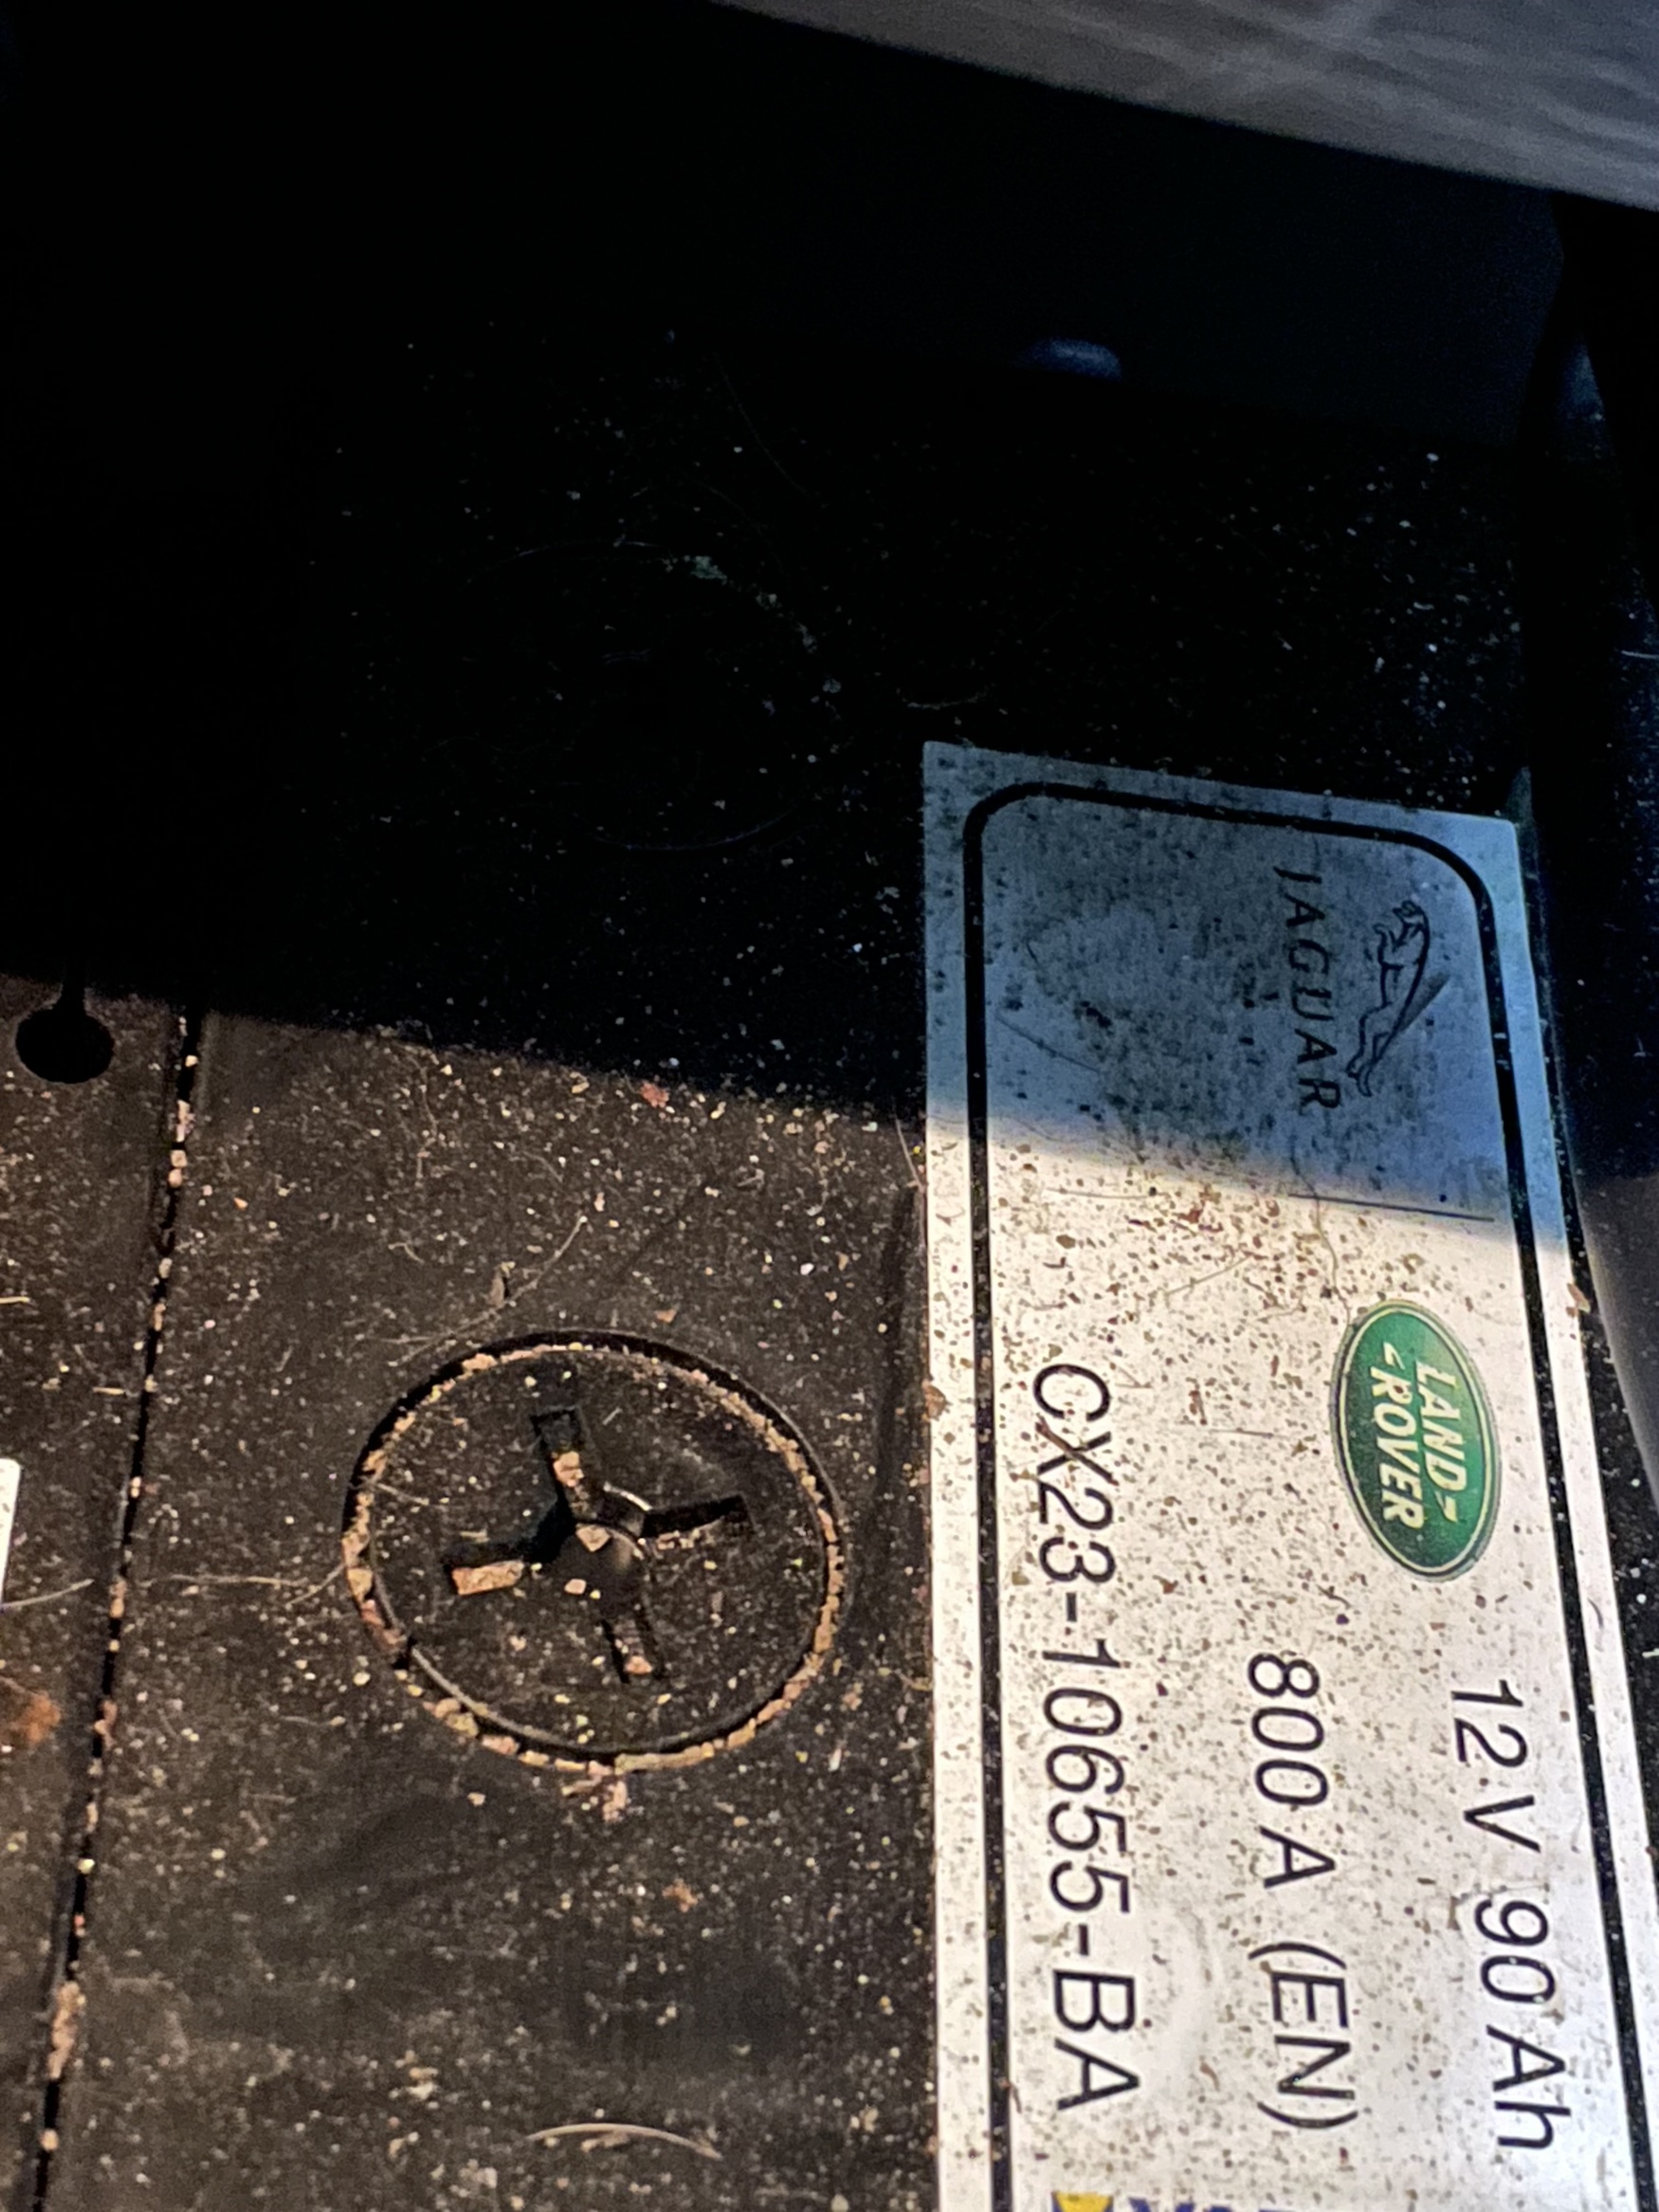 JAGUAR
LAND
ROVER
12 V 90 Ah
800 A (EN)
CX23-10655-BA